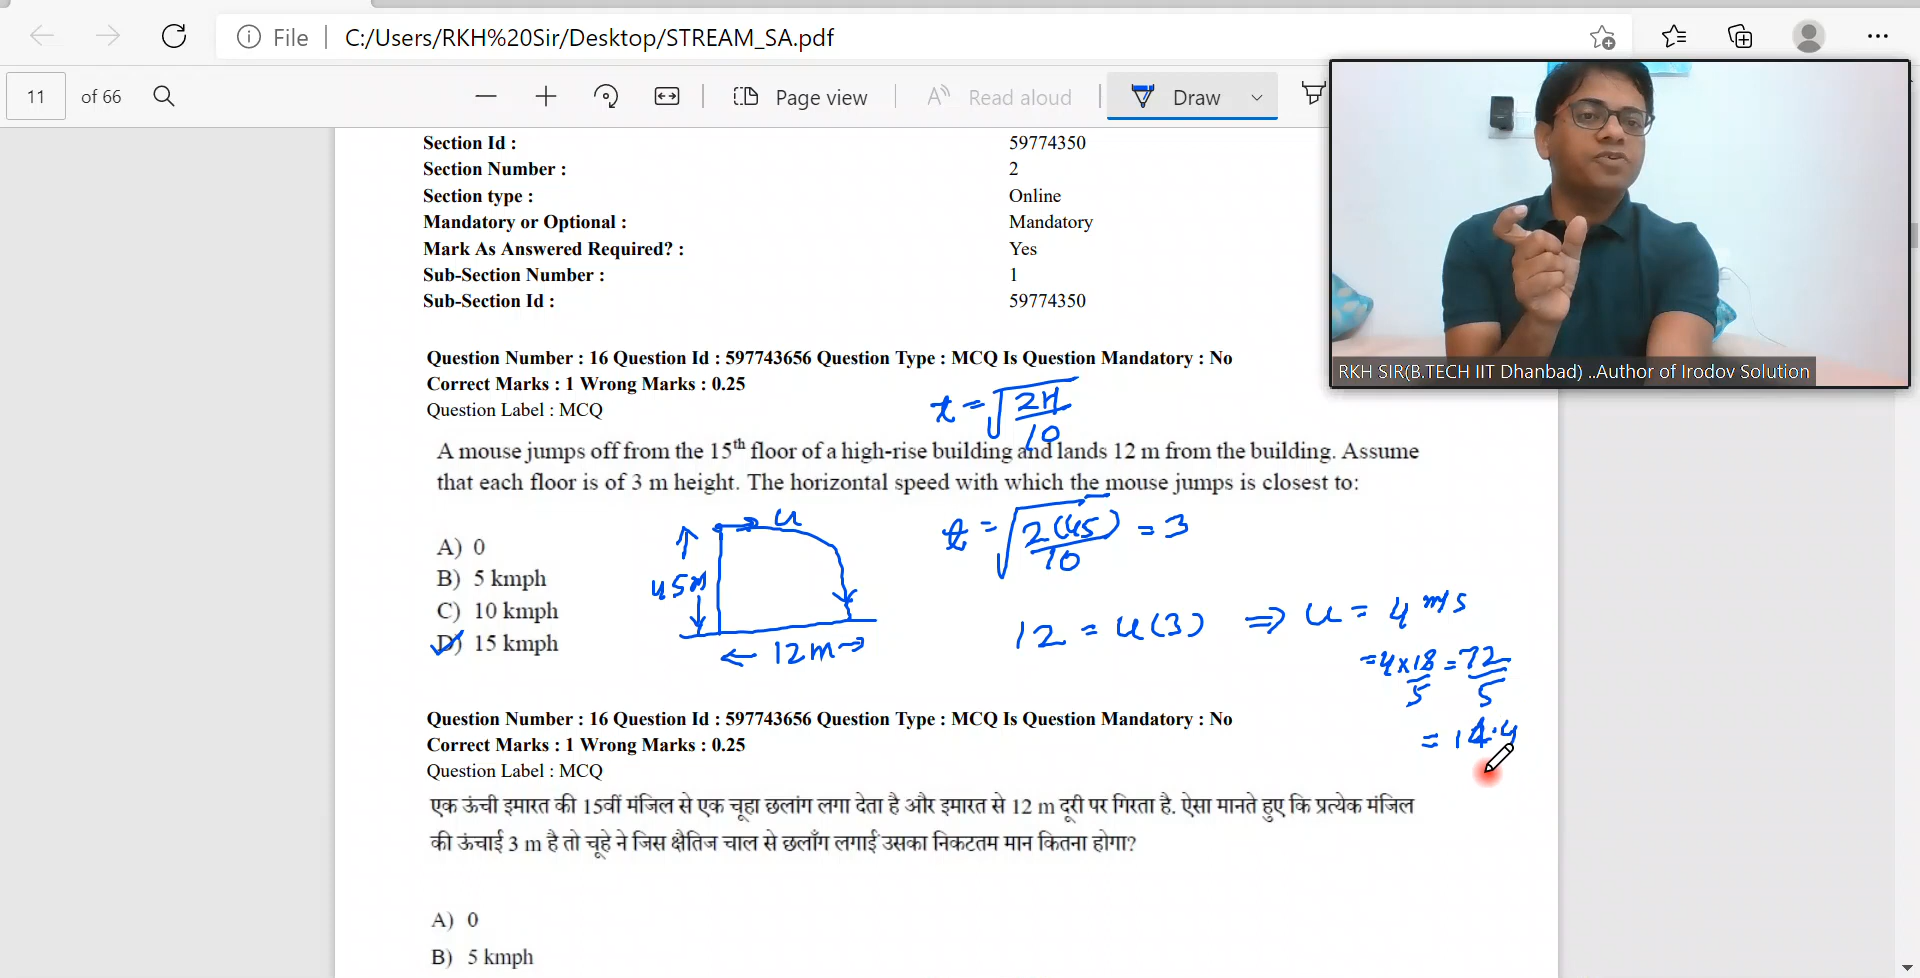 File C:/Users/RKH%20Sir/Desktop/STREAM_SA.pdf
11 of 66 Page view Read aloud Draw
Section Id : 59774350
Section Number : 2
Section type : Online
Mandatory or Optional : Mandatory
Mark As Answered Required? : Yes
Sub-Section Number : 1
Sub-Section Id : 59774350
RKH SIR(B.TECH IIT Dhanbad) ..Author of Irodov Solution
Question Number : 16 Question Id : 597743656 Question Type : MCQ Is Question Mandatory : No
Correct Marks : 1 Wrong Marks : 0.25
Question Label : MCQ
t = √(2H/10)
A mouse jumps off from the 15th floor of a high-rise building and lands 12 m from the building. Assume
that each floor is of 3 m height. The horizontal speed with which the mouse jumps is closest to:
u
t = √(2(45)/10) = 3
A) 0
B) 5 kmph
C) 10 kmph
D) 15 kmph
45M
12m
12 = u(3) ⇒ u = 4 m/s
= 4 x 18/5 = 72/5
= 14.4
Question Number : 16 Question Id : 597743656 Question Type : MCQ Is Question Mandatory : No
Correct Marks : 1 Wrong Marks : 0.25
Question Label : MCQ
एक ऊंची इमारत की 15वीं मंजिल से एक चूहा छलांग लगा देता है और इमारत से 12 m दूरी पर गिरता है. ऐसा मानते हुए कि प्रत्येक मंजिल
की ऊंचाई 3 m है तो चूहे ने जिस क्षैतिज चाल से छलाँग लगाईं उसका निकटतम मान कितना होगा?
A) 0
B) 5 kmph